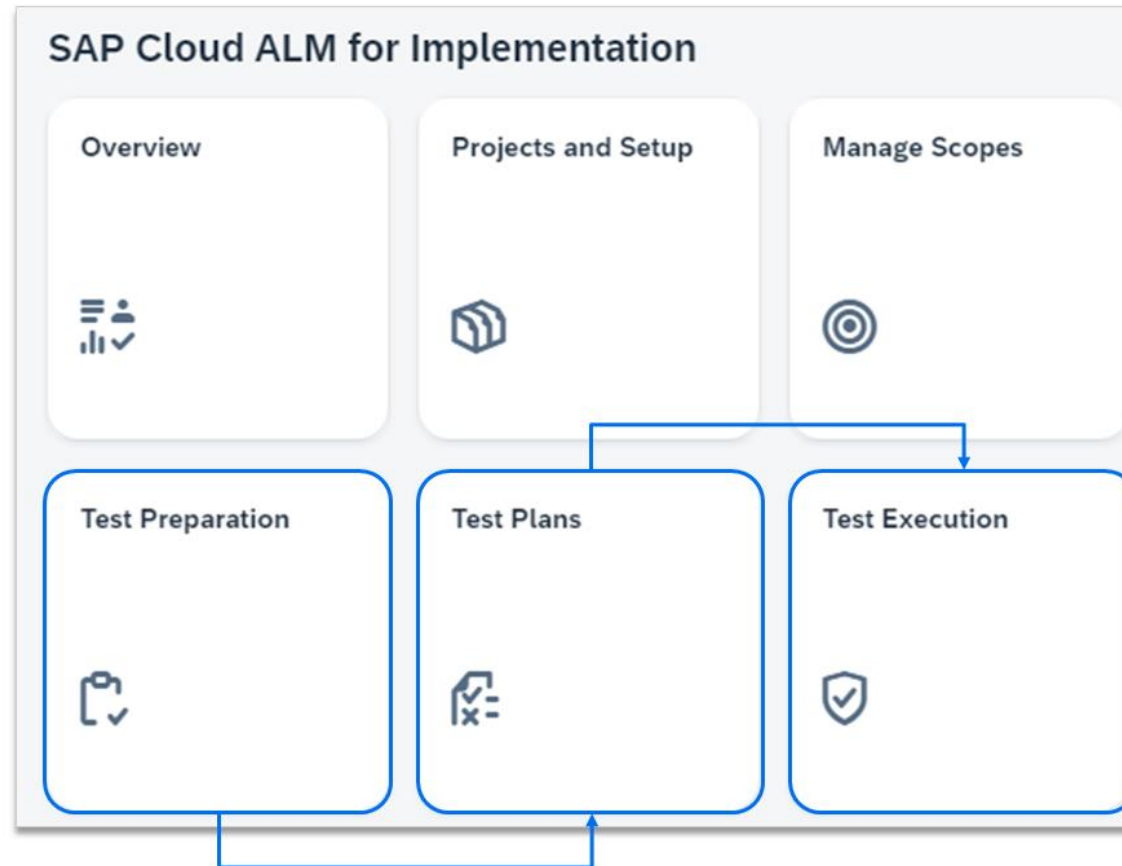 SAP Cloud ALM for Implementation
Overview
Projects and Setup
Manage Scopes
Test Preparation
Test Plans
Test Execution